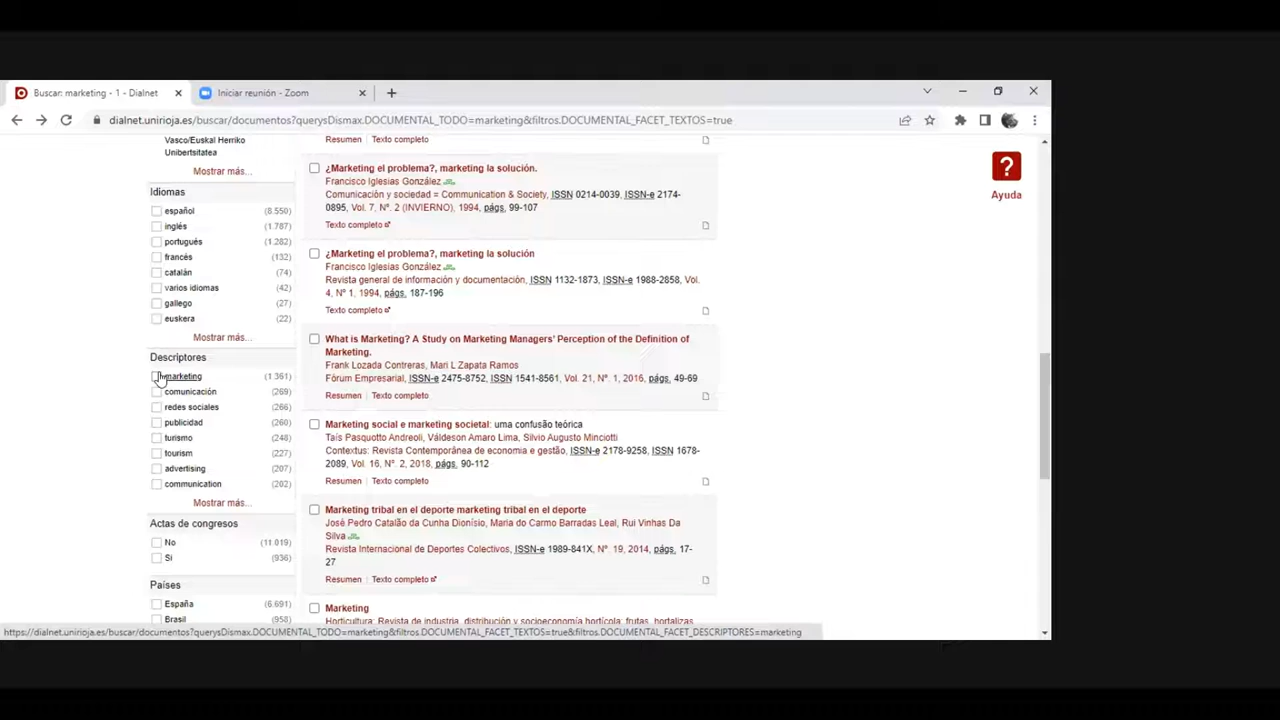 Buscar: marketing - 1 - Dialnet
Iniciar reunión - Zoom
dialnet.unirioja.es/buscar/documentos?querysDismax.DOCUMENTAL_TODO=marketing&filtros.DOCUMENTAL_FACET_TEXTOS=true
Vasco/Euskal Herriko
Unibertsitatea
Mostrar más...
Idiomas
español (8.550)
inglés (1.787)
portugués (1.282)
francés (132)
catalán (74)
varios idiomas (42)
gallego (27)
euskera (22)
Mostrar más...
Descriptores
marketing (1.361)
comunicación (269)
redes sociales (266)
publicidad (260)
turismo (248)
tourism (227)
advertising (207)
communication (202)
Mostrar más...
Actas de congresos
No (11.019)
Sí (936)
Países
España (6.691)
Brasil (958)
Resumen | Texto completo
¿Marketing el problema?, marketing la solución.
Francisco Iglesias González
Comunicación y sociedad = Communication & Society, ISSN 0214-0039, ISSN-e 2174-
0895, Vol. 7, Nº. 2 (INVIERNO), 1994, págs. 99-107
Texto completo
¿Marketing el problema?, marketing la solución
Francisco Iglesias González
Revista general de información y documentación, ISSN 1132-1873, ISSN-e 1988-2858, Vol.
4, Nº 1, 1994, págs. 187-196
Texto completo
What is Marketing? A Study on Marketing Managers' Perception of the Definition of
Marketing.
Frank Lozada Contreras, Mari L Zapata Ramos
Fórum Empresarial, ISSN-e 2475-8752, ISSN 1541-8561, Vol. 21, Nº. 1, 2016, págs. 49-69
Resumen | Texto completo
Marketing social e marketing societal: uma confusão teórica
Taís Pasquotto Andreoli, Váldeson Amaro Lima, Silvio Augusto Minciotti
Contextus: Revista Contemporânea de economia e gestão, ISSN-e 2178-9258, ISSN 1678-
2089, Vol. 16, Nº. 2, 2018, págs. 90-112
Resumen | Texto completo
Marketing tribal en el deporte marketing tribal en el deporte
José Pedro Catalão da Cunha Dionísio, Maria do Carmo Barradas Leal, Rui Vinhas Da
Silva
Revista Internacional de Deportes Colectivos, ISSN-e 1989-841X, Nº. 19, 2014, págs. 17-
27
Resumen | Texto completo
Marketing
Horticultura: Revista de industria, distribución y socioeconomía hortícola: frutas, hortalizas
?
Ayuda
https://dialnet.unirioja.es/buscar/documentos?querysDismax.DOCUMENTAL_TODO=marketing&filtros.DOCUMENTAL_FACET_TEXTOS=true&filtros.DOCUMENTAL_FACET_DESCRIPTORES=marketing